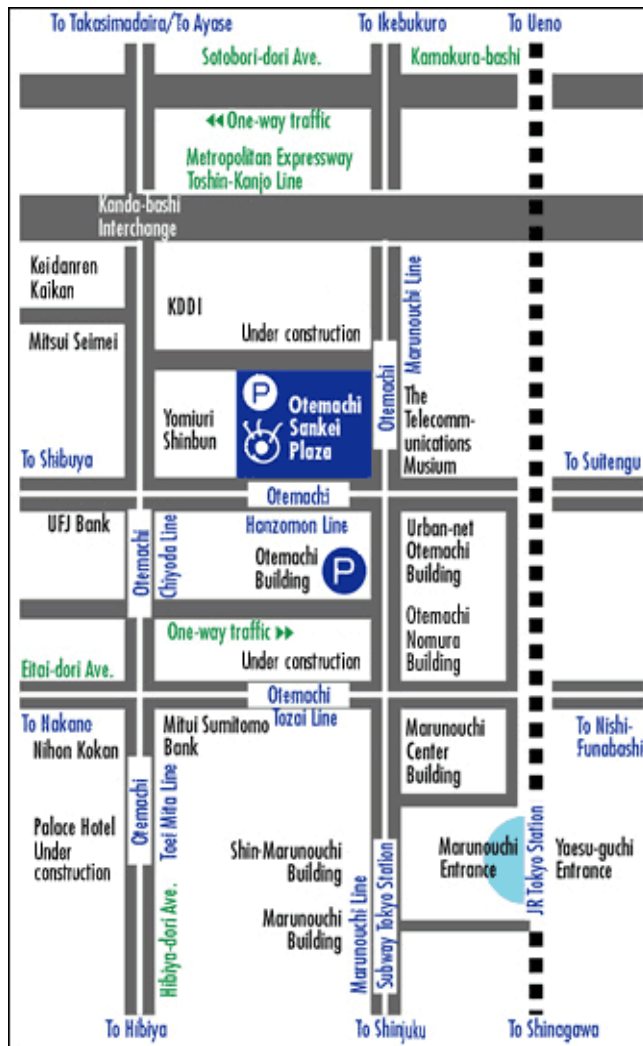 To Takasimadaira/To Ayase
To Ikebukuro
To Ueno
Sotobori-dori Ave.
Kamakura-bashi
One-way traffic
Metropolitan Expressway
Toshin-Kanjo Line
Kanda-bashi
Interchange
Keidanren
Kaikan
KDDI
Marunouchi Line
Under construction
Mitsui Seimei
Otemachi
P
Otemachi
Sankei
Plaza
The
Telecomm-
unications
Musium
Yomiuri
Shinbun
To Shibuya
To Suitengu
Otemachi
UFJ Bank
Otemachi
Chiyoda Line
Hanzomon Line
Otemachi
Building
P
Urban-net
Otemachi
Building
Otemachi
Nomura
Building
One-way traffic
Under construction
Eitai-dori Ave.
Otemachi
Tozai Line
To Nakano
Nihon Kokan
Mitui Sumitomo
Bank
Marunouchi
Center
Building
To Nishi-
Funabashi
Otemachi
Toei Mita Line
Palace Hotel
Under
construction
Shin-Marunouchi
Building
Marunouchi
Building
Marunouchi Line
Subway Tokyo Station
Marunouchi
Entrance
JR Tokyo Station
Yaesu-guchi
Entrance
Hibiya-dori Ave.
To Hibiya
To Shinjuku
To Shinagawa